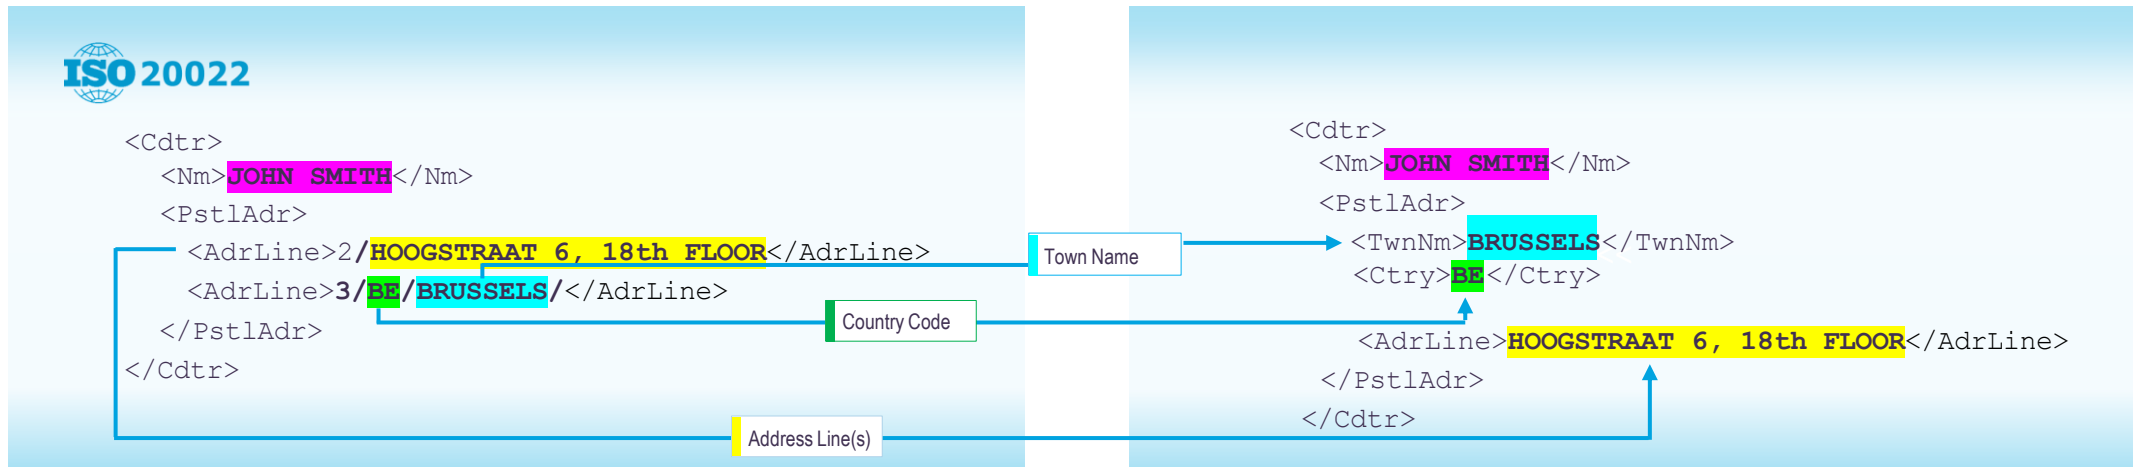 ISO 20022
<Cdtr>
<Nm>JOHN SMITH</Nm>
<PstlAdr>
<AdrLine>2/HOOGSTRAAT 6, 18th FLOOR</AdrLine>
<AdrLine>3/BE/BRUSSELS/</AdrLine>
</PstlAdr>
</Cdtr>
Town Name
Country Code
Address Line(s)
<Cdtr>
<Nm>JOHN SMITH</Nm>
<PstlAdr>
<TwnNm>BRUSSELS</TwnNm>
<Ctry>BE</Ctry>
<AdrLine>HOOGSTRAAT 6, 18th FLOOR</AdrLine>
</PstlAdr>
</Cdtr>